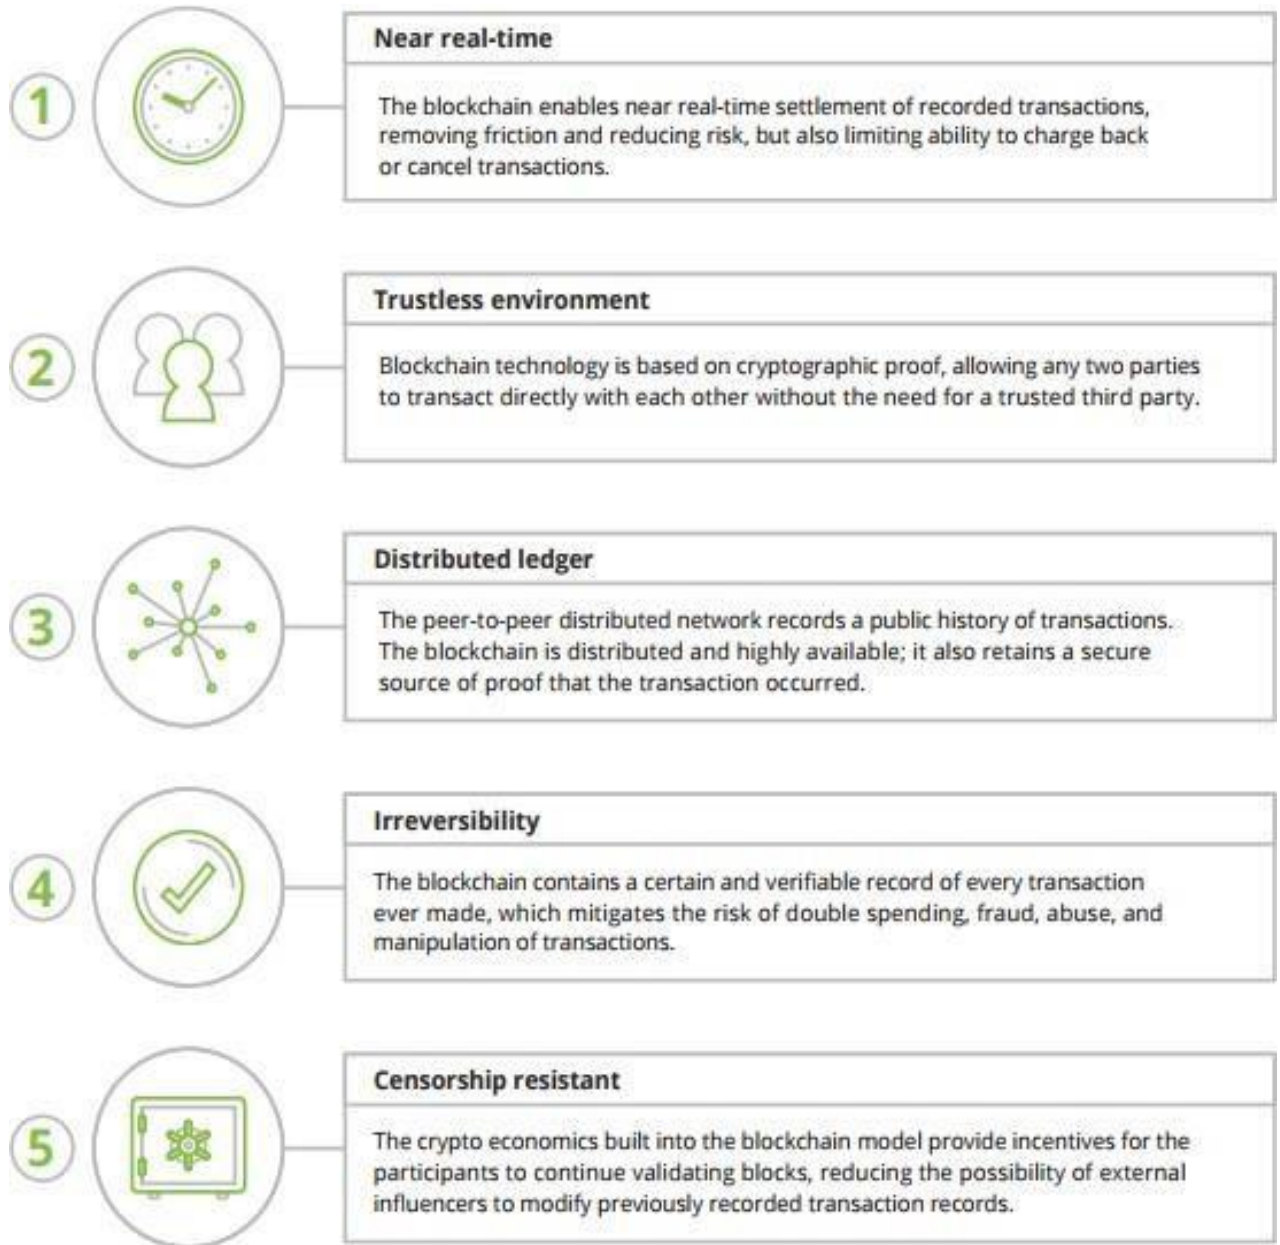 1
Near real-time
The blockchain enables near real-time settlement of recorded transactions,
removing friction and reducing risk, but also limiting ability to charge back
or cancel transactions.
2
Trustless environment
Blockchain technology is based on cryptographic proof, allowing any two parties
to transact directly with each other without the need for a trusted third party.
3
Distributed ledger
The peer-to-peer distributed network records a public history of transactions.
The blockchain is distributed and highly available; it also retains a secure
source of proof that the transaction occurred.
4
Irreversibility
The blockchain contains a certain and verifiable record of every transaction
ever made, which mitigates the risk of double spending, fraud, abuse, and
manipulation of transactions.
5
Censorship resistant
The crypto economics built into the blockchain model provide incentives for the
participants to continue validating blocks, reducing the possibility of external
influencers to modify previously recorded transaction records.